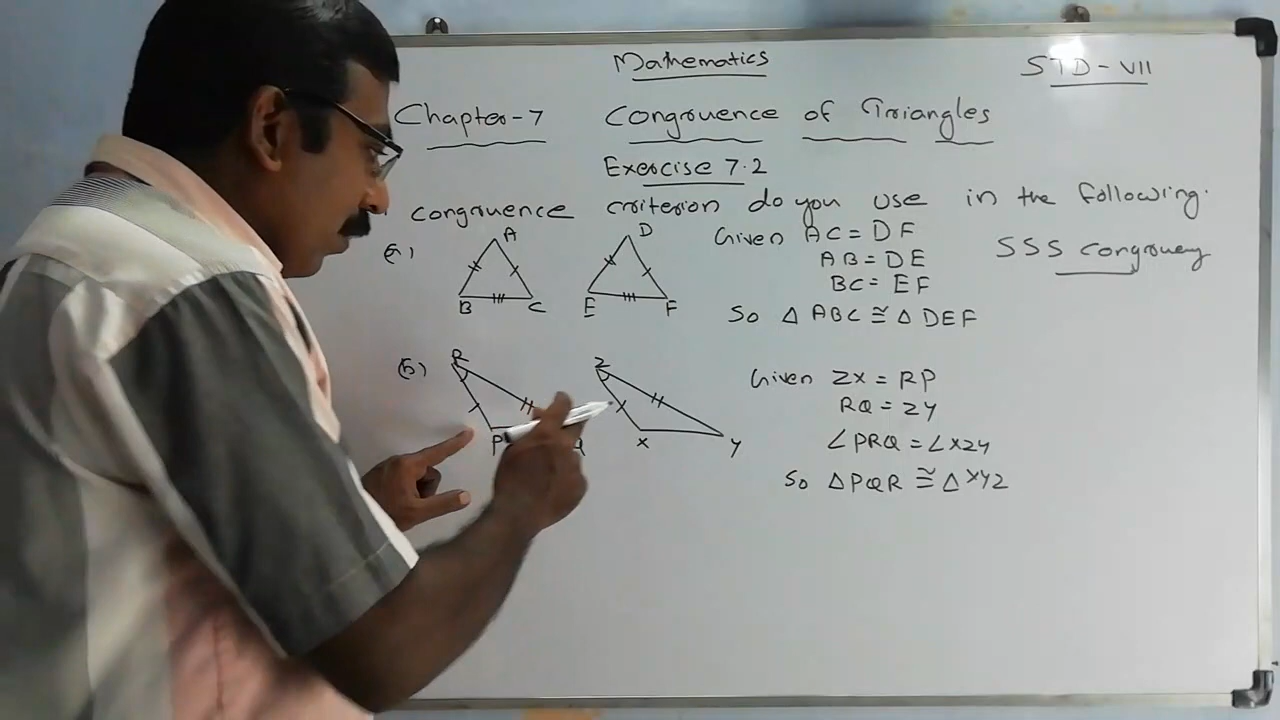 Mathematics
STD-VII
Chapter-7 Congruence of Triangles
Exercise 7.2
congruence criterion do you use in the following.
(a) A D
B C E F
Given AC = DF
AB = DE
BC = EF
SSS congruency
So △ ABC ≅ △ DEF
(b) R Z
P Q X Y
Given ZX = RP
RQ = ZY
∠PRQ = ∠XZY
So △PQR ≅ △XYZ